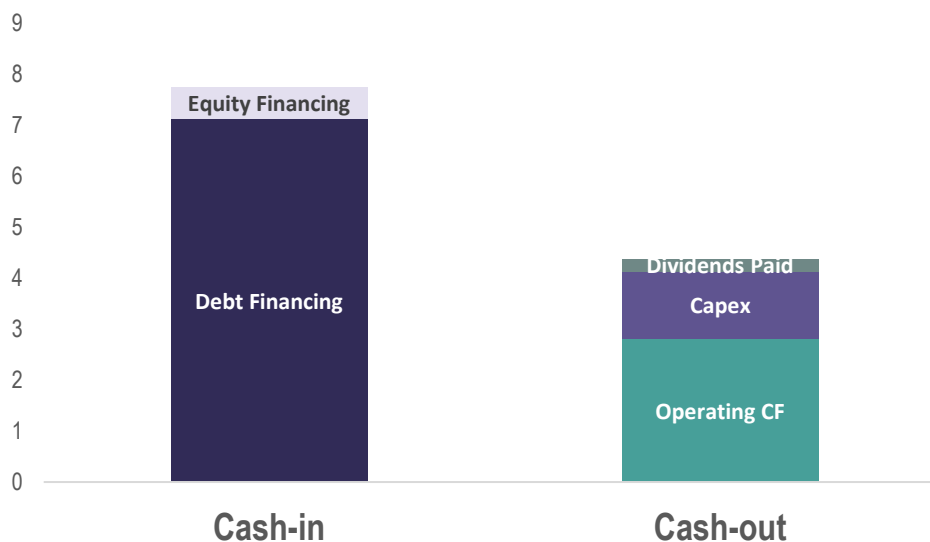 9
8
7
6
5
4
3
2
1
0
Equity Financing
Debt Financing
Dividends Paid
Capex
Operating CF
Cash-in
Cash-out